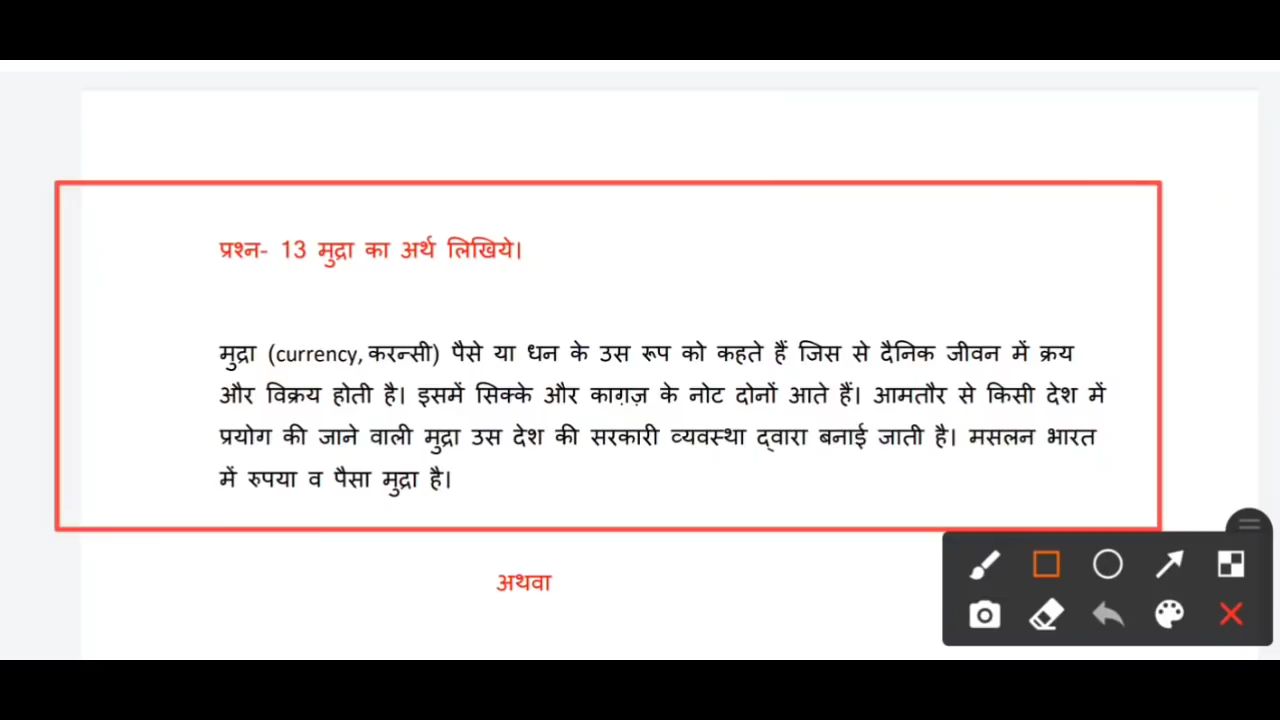 प्रश्न- 13 मुद्रा का अर्थ लिखिये।
मुद्रा (currency, करन्सी) पैसे या धन के उस रूप को कहते हैं जिस से दैनिक जीवन में क्रय
और विक्रय होती है। इसमें सिक्के और काग़ज़ के नोट दोनों आते हैं। आमतौर से किसी देश में
प्रयोग की जाने वाली मुद्रा उस देश की सरकारी व्यवस्था द्वारा बनाई जाती है। मसलन भारत
में रुपया व पैसा मुद्रा है।
अथवा